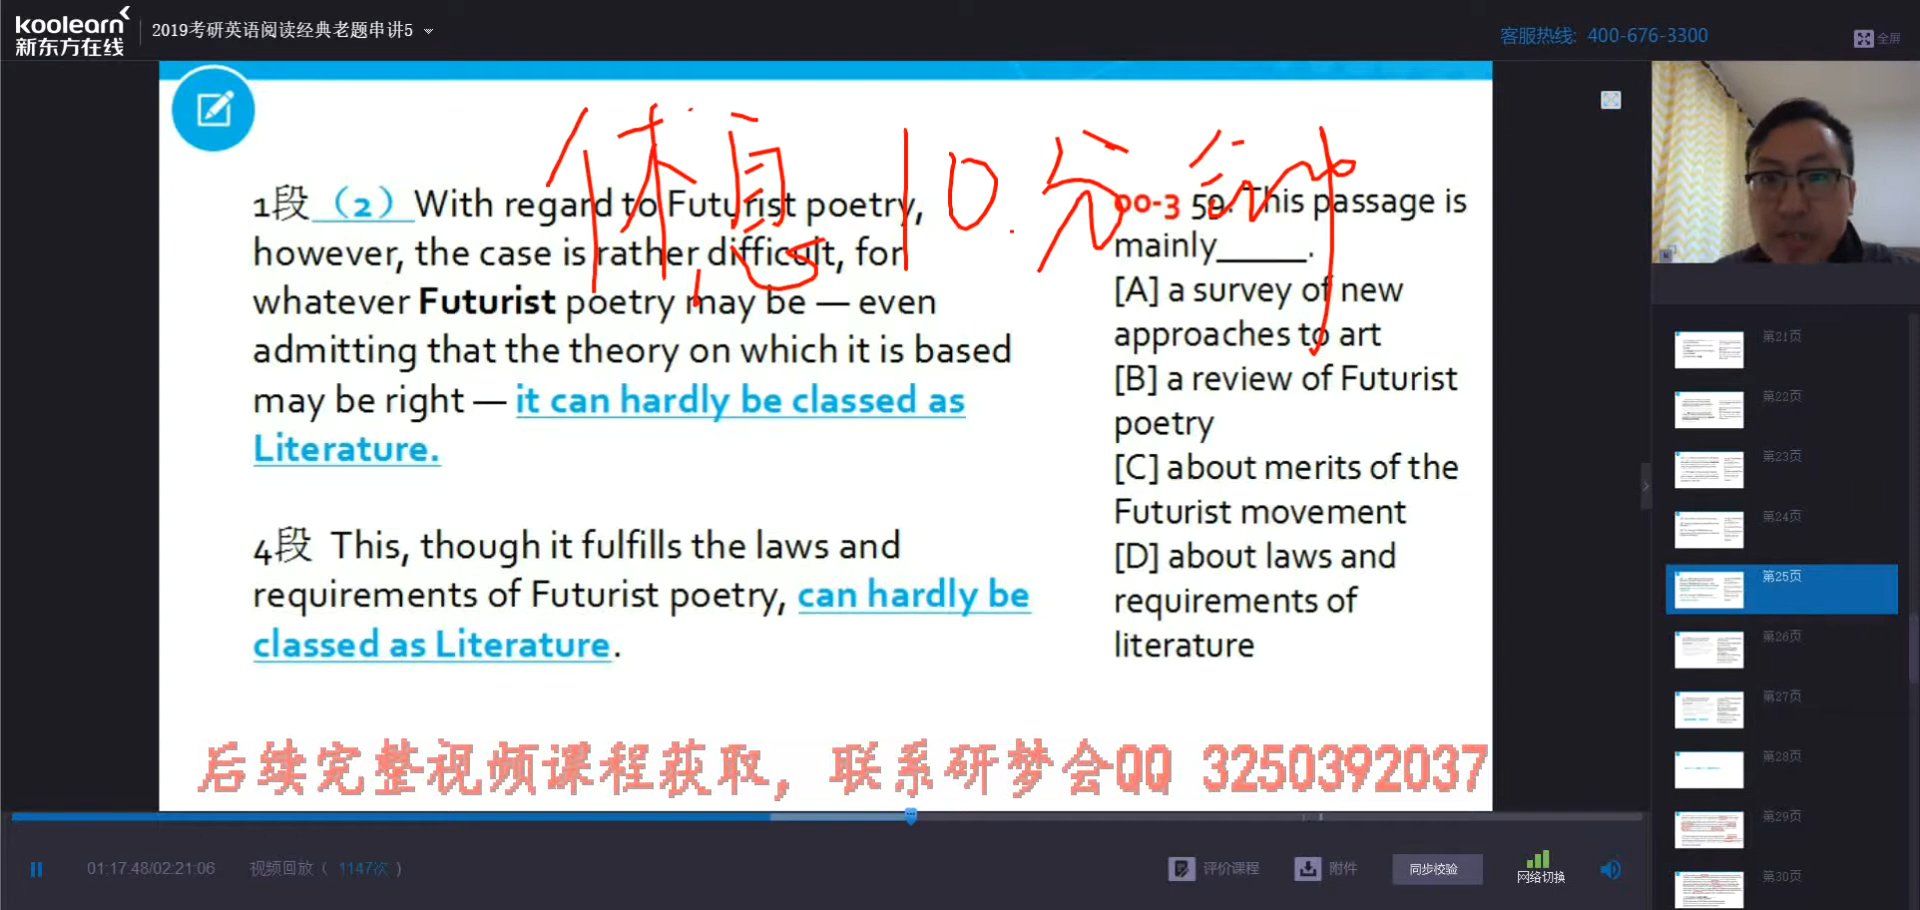 koolearn
新东方在线
2019考研英语阅读经典老题串讲5
客服热线: 400-676-3300
全屏
休息10.分钟
1段 (2) With regard to Futurist poetry,
however, the case is rather difficult, for
whatever Futurist poetry may be — even
admitting that the theory on which it is based
may be right — it can hardly be classed as
Literature.
4段 This, though it fulfills the laws and
requirements of Futurist poetry, can hardly be
classed as Literature.
00-3 59. This passage is
mainly_____.
[A] a survey of new
approaches to art
[B] a review of Futurist
poetry
[C] about merits of the
Futurist movement
[D] about laws and
requirements of
literature
后续完整视频课程获取，联系研梦会QQ 3250392037
第21页
第22页
第23页
第24页
第25页
第26页
第27页
第28页
第29页
第30页
01:17:48/02:21:06
视频回放（ 1147次 ）
评价课程
附件
同步校验
网络切换